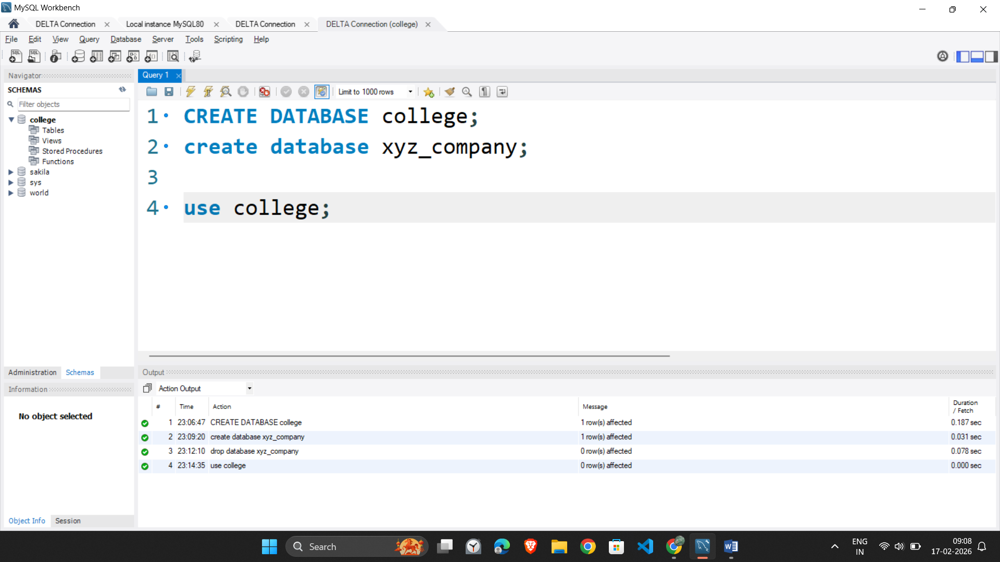 MySQL Workbench
DELTA Connection
Local instance MySQL80
DELTA Connection
DELTA Connection (college)
File Edit View Query Database Server Tools Scripting Help
Navigator
SCHEMAS
Filter objects
college
Tables
Views
Stored Procedures
Functions
sakila
sys
world
Administration Schemas
Information
No object selected
Object Info Session
Query 1
Limit to 1000 rows
1 CREATE DATABASE college;
2 create database xyz_company;
3
4 use college;
Output
Action Output
# Time Action Message Duration / Fetch
1 23:06:47 CREATE DATABASE college 1 row(s) affected 0.187 sec
2 23:09:20 create database xyz_company 1 row(s) affected 0.031 sec
3 23:12:10 drop database xyz_company 0 row(s) affected 0.078 sec
4 23:14:35 use college 0 row(s) affected 0.000 sec
Search
ENG
IN
09:08
17-02-2026